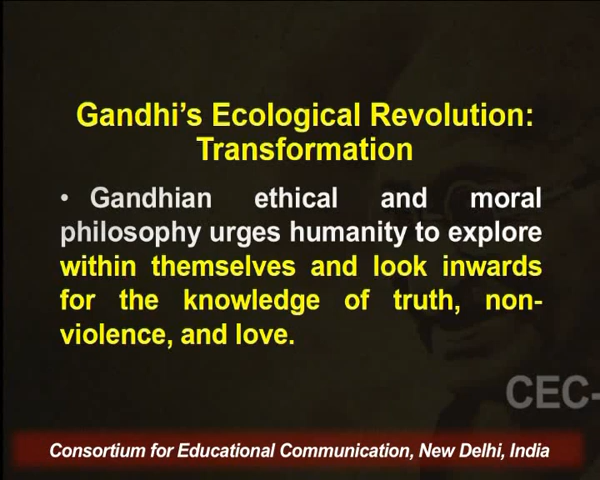 Gandhi's Ecological Revolution:
Transformation
• Gandhian ethical and moral
philosophy urges humanity to explore
within themselves and look inwards
for the knowledge of truth, non-
violence, and love.
CEC-
Consortium for Educational Communication, New Delhi, India